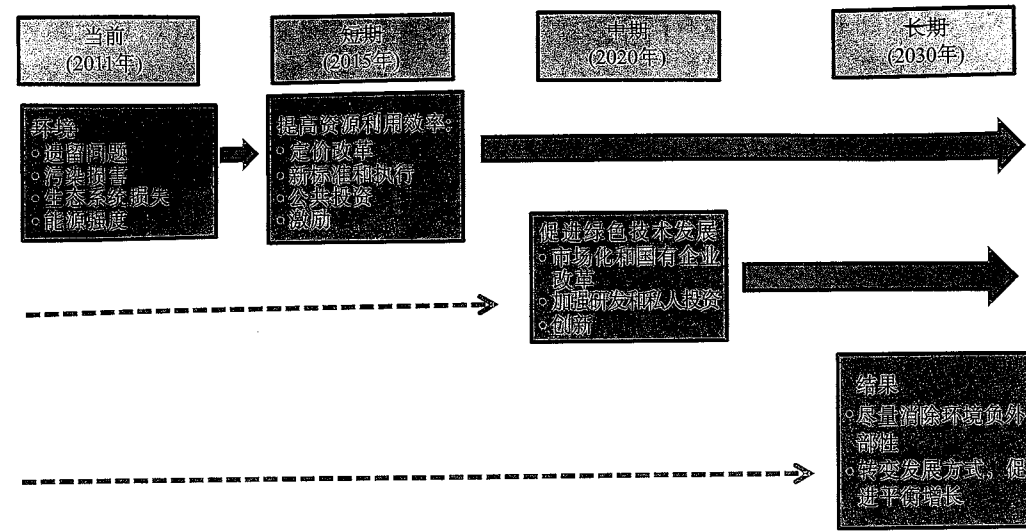 当前
(2011年)
短期
(2015年)
中期
(2020年)
长期
(2030年)
环境
○遗留问题
○污染损害
○生态系统损失
○能源强度
提高资源利用效率:
○定价改革
○新标准和执行
○公共投资
○激励
促进绿色技术发展
○市场化和国有企业
改革
○加强研发和私人投资
○创新
结果
○尽量消除环境负外
部性
○转变发展方式，促
进平衡增长